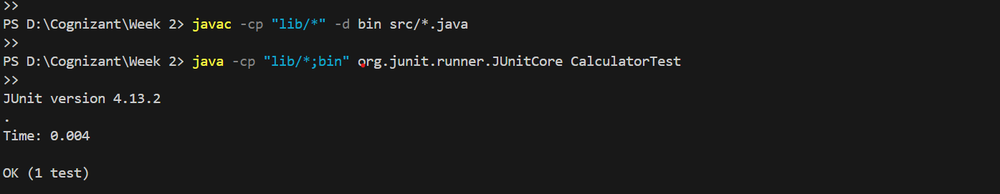 >>
PS D:\Cognizant\Week 2> javac -cp "lib/*" -d bin src/*.java
>>
PS D:\Cognizant\Week 2> java -cp "lib/*;bin" org.junit.runner.JUnitCore CalculatorTest
>>
JUnit version 4.13.2
.
Time: 0.004
OK (1 test)